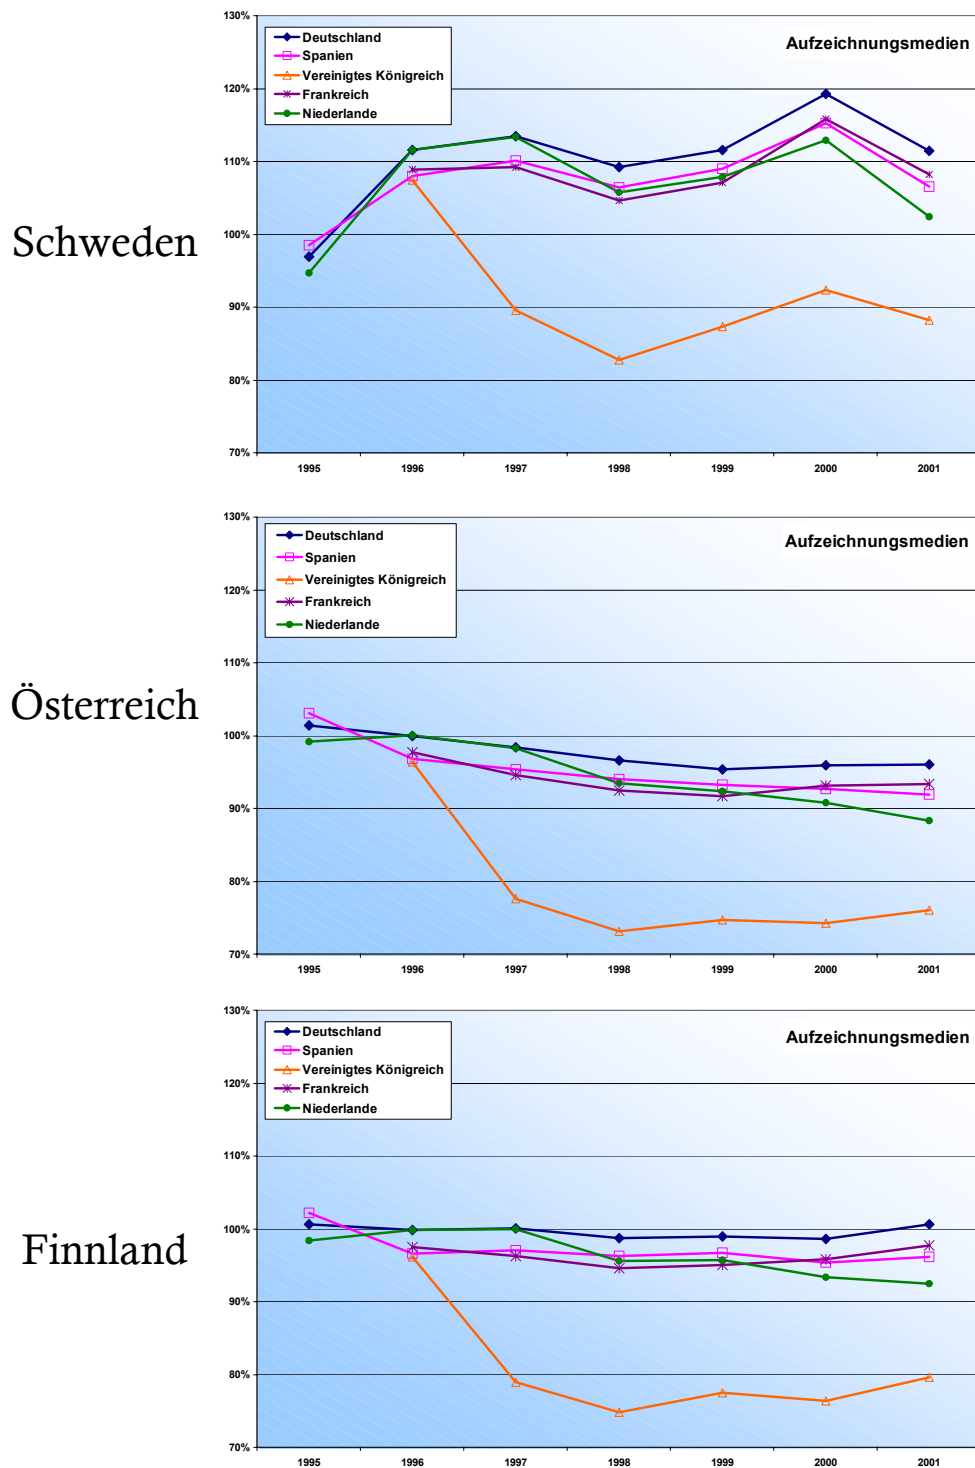 130%
Deutschland
Spanien
Vereinigtes Königreich
Frankreich
Niederlande
Aufzeichnungsmedien
120%
110%
Schweden
100%
90%
80%
70%
1995 1996 1997 1998 1999 2000 2001
130%
Deutschland
Spanien
Vereinigtes Königreich
Frankreich
Niederlande
Aufzeichnungsmedien
120%
110%
Österreich
100%
90%
80%
70%
1995 1996 1997 1998 1999 2000 2001
130%
Deutschland
Spanien
Vereinigtes Königreich
Frankreich
Niederlande
Aufzeichnungsmedien
120%
110%
Finnland
100%
90%
80%
70%
1995 1996 1997 1998 1999 2000 2001